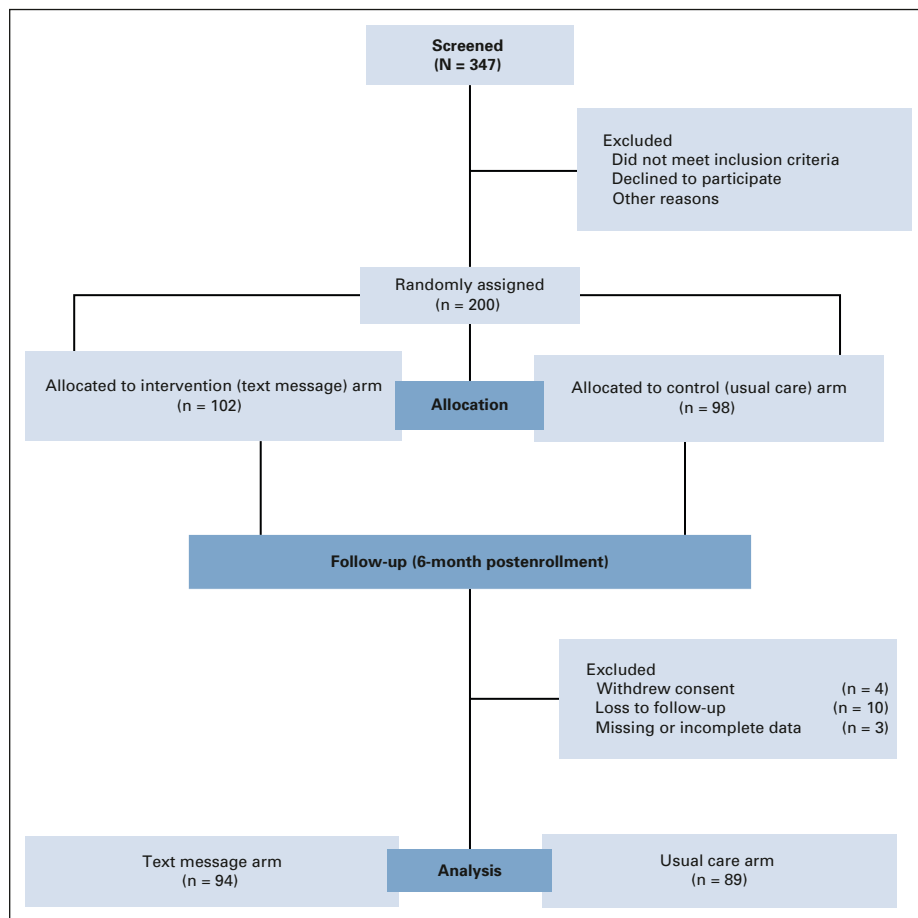 Screened
(N = 347)
Excluded
Did not meet inclusion criteria
Declined to participate
Other reasons
Randomly assigned
(n = 200)
Allocated to intervention (text message) arm
(n = 102)
Allocation
Allocated to control (usual care) arm
(n = 98)
Follow-up (6-month postenrollment)
Excluded
Withdrew consent (n = 4)
Loss to follow-up (n = 10)
Missing or incomplete data (n = 3)
Text message arm
(n = 94)
Analysis
Usual care arm
(n = 89)